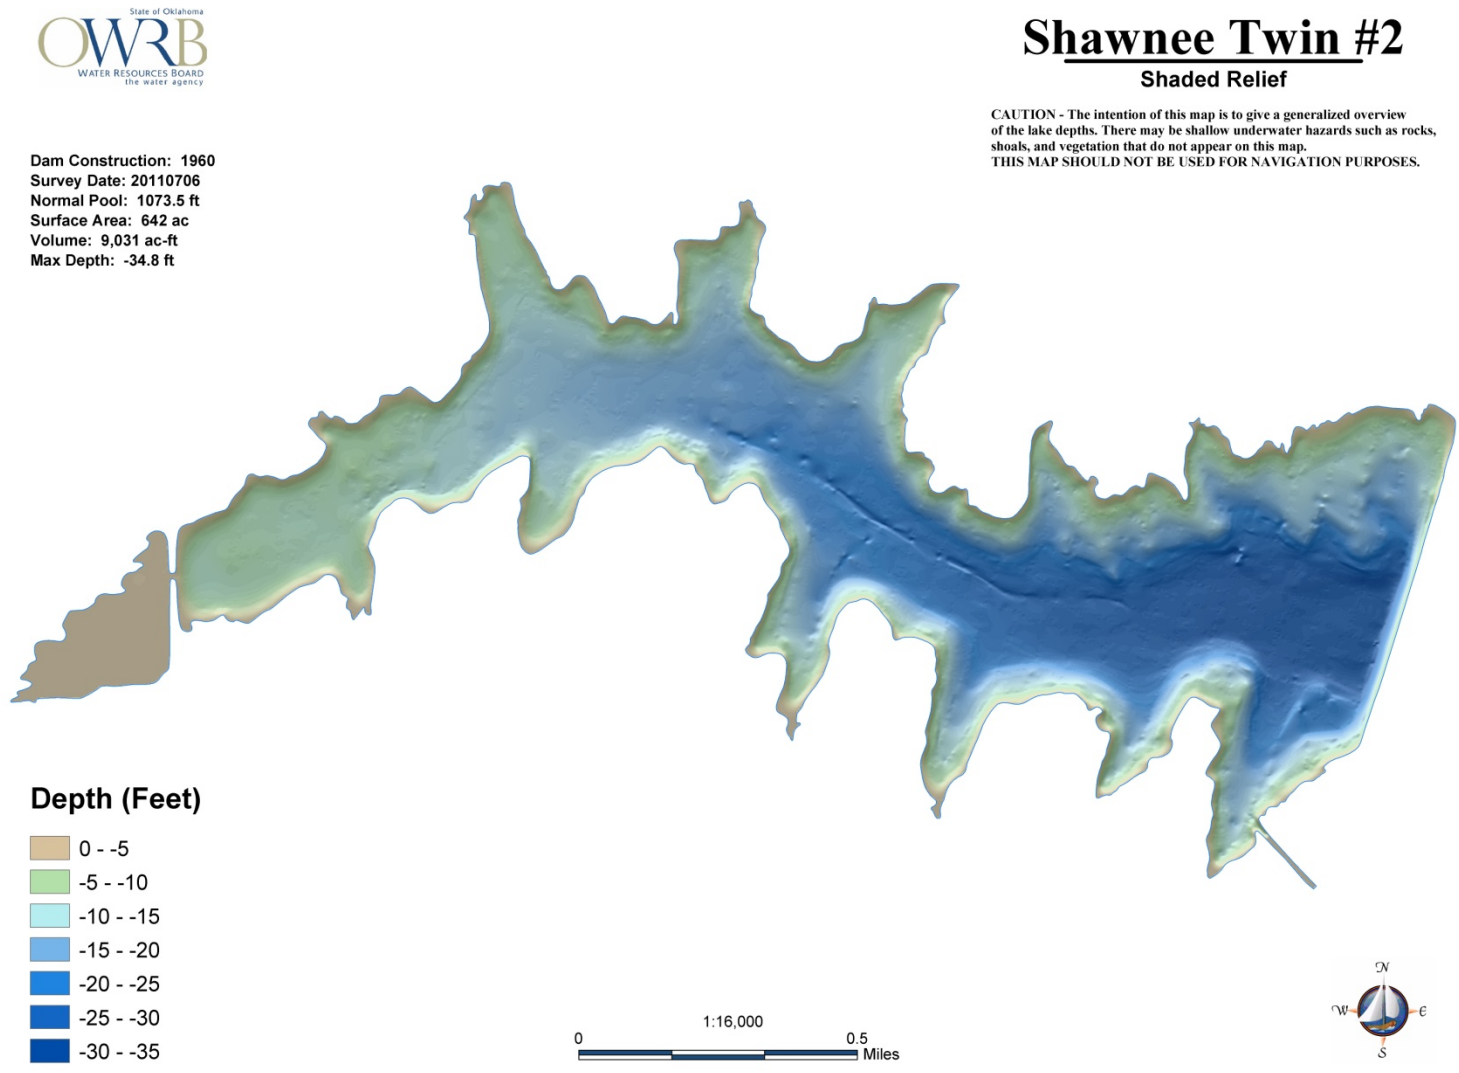 State of Oklahoma
OWRB
WATER RESOURCES BOARD
the water agency
Shawnee Twin #2
Shaded Relief
CAUTION - The intention of this map is to give a generalized overview
of the lake depths. There may be shallow underwater hazards such as rocks,
shoals, and vegetation that do not appear on this map.
THIS MAP SHOULD NOT BE USED FOR NAVIGATION PURPOSES.
Dam Construction: 1960
Survey Date: 20110706
Normal Pool: 1073.5 ft
Surface Area: 642 ac
Volume: 9,031 ac-ft
Max Depth: -34.8 ft
Depth (Feet)
0 - -5
-5 - -10
-10 - -15
-15 - -20
-20 - -25
-25 - -30
-30 - -35
1:16,000
0 0.5
Miles
N
W E
S